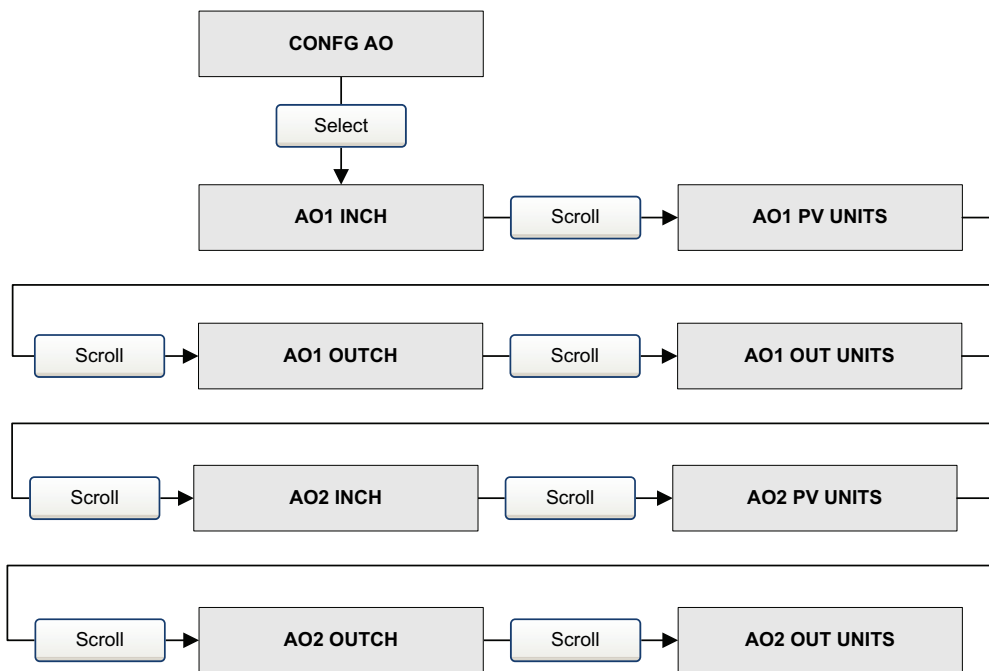 CONFG AO
Select
AO1 INCH
Scroll
AO1 PV UNITS
Scroll
AO1 OUTCH
Scroll
AO1 OUT UNITS
Scroll
AO2 INCH
Scroll
AO2 PV UNITS
Scroll
AO2 OUTCH
Scroll
AO2 OUT UNITS